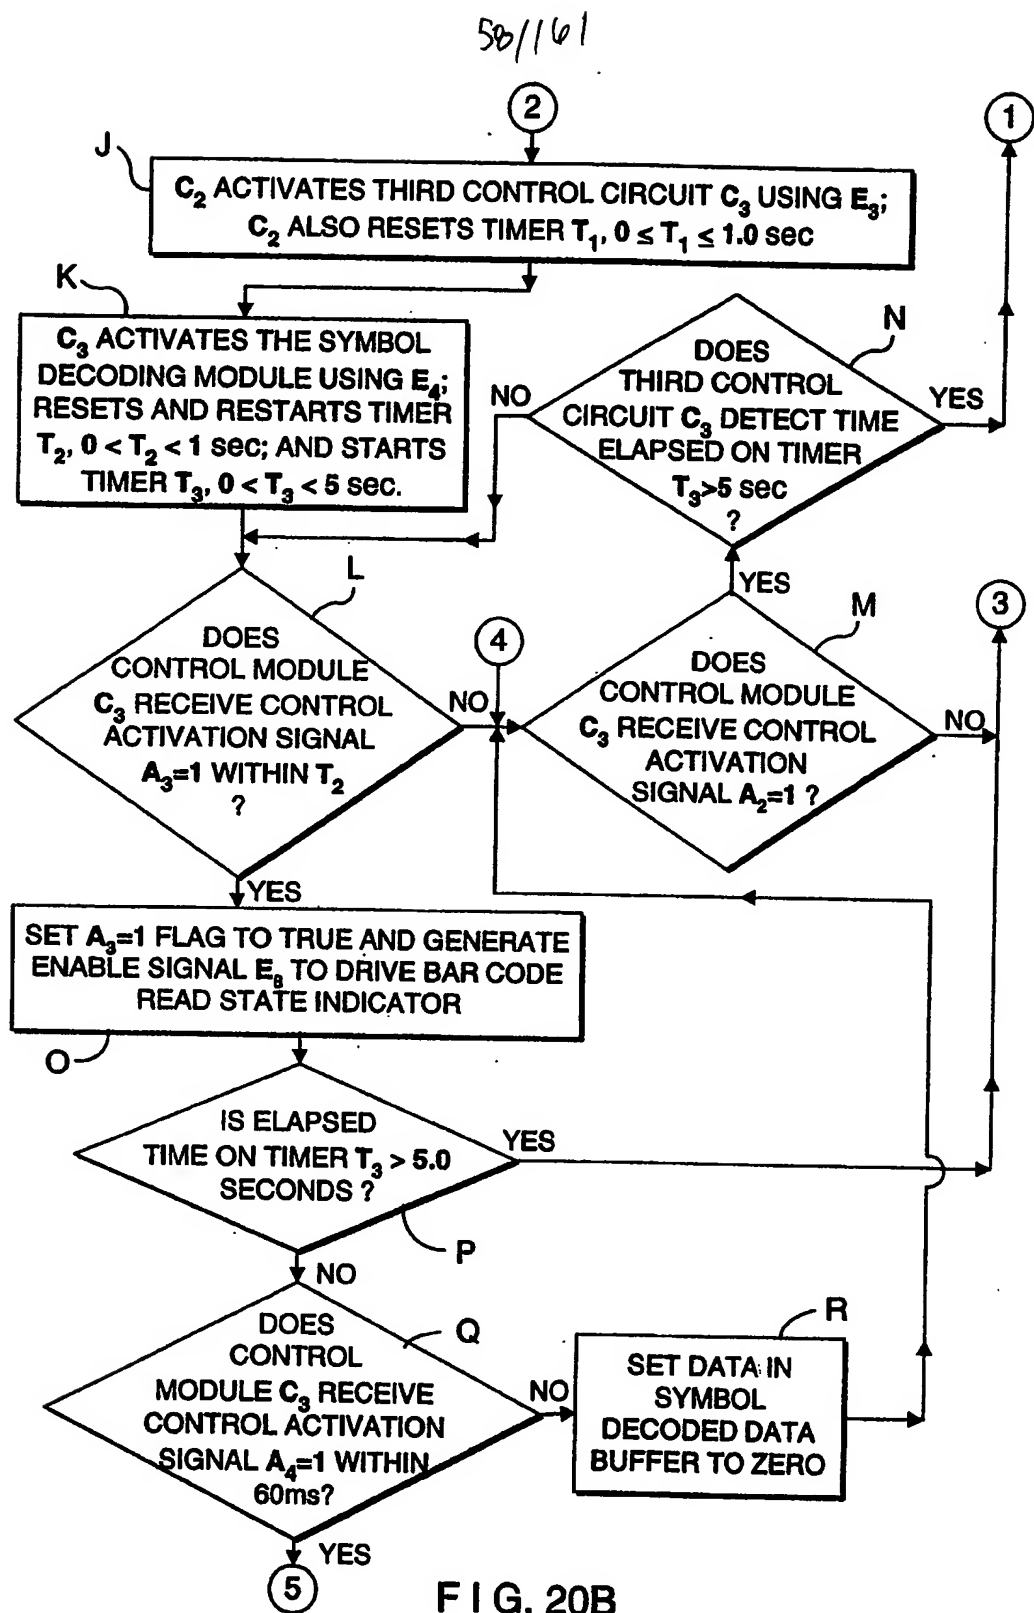 58/161
2
1
J
C2 ACTIVATES THIRD CONTROL CIRCUIT C3 USING E3;
C2 ALSO RESETS TIMER T1, 0 ≤ T1 ≤ 1.0 sec
K
C3 ACTIVATES THE SYMBOL
DECODING MODULE USING E4;
RESETS AND RESTARTS TIMER
T2, 0 < T2 < 1 sec; AND STARTS
TIMER T3, 0 < T3 < 5 sec.
N
DOES
THIRD CONTROL
CIRCUIT C3 DETECT TIME
ELAPSED ON TIMER
T3>5 sec
?
NO
YES
L
DOES
CONTROL MODULE
C3 RECEIVE CONTROL
ACTIVATION SIGNAL
A3=1 WITHIN T2
?
NO
4
YES
M
3
DOES
CONTROL MODULE
C3 RECEIVE CONTROL
ACTIVATION
SIGNAL A2=1 ?
NO
YES
SET A3=1 FLAG TO TRUE AND GENERATE
ENABLE SIGNAL E8 TO DRIVE BAR CODE
READ STATE INDICATOR
O
IS ELAPSED
TIME ON TIMER T3 > 5.0
SECONDS ?
YES
P
NO
DOES
CONTROL
MODULE C3 RECEIVE
CONTROL ACTIVATION
SIGNAL A4=1 WITHIN
60ms?
Q
NO
R
SET DATA IN
SYMBOL
DECODED DATA
BUFFER TO ZERO
YES
5
FIG. 20B